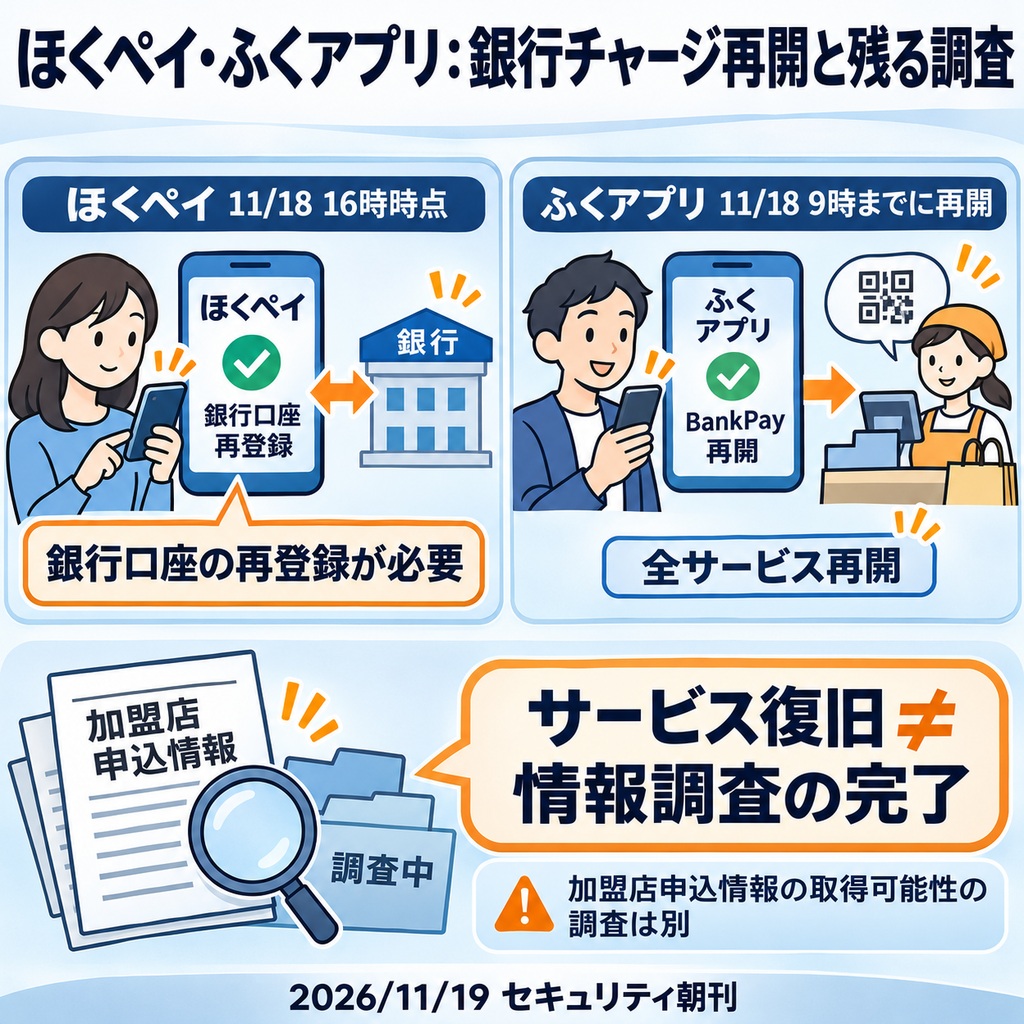 ほくペイ・ふくアプリ:銀行チャージ再開と残る調査
ほくペイ 11/18 16時時点
ほくペイ
銀行口座
再登録
銀行
銀行口座の再登録が必要
ふくアプリ 11/18 9時までに再開
ふく
アプリ
BankPay
再開
全サービス再開
加盟店
申込情報
調査中
サービス復旧≠
情報調査の完了
加盟店申込情報の取得可能性の
調査は別
2026/11/19 セキュリティ朝刊